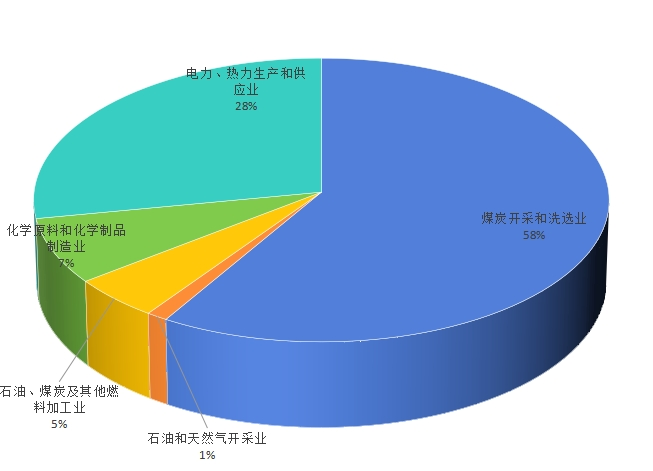 电力、热力生产和供
应业
28%
煤炭开采和洗选业
58%
化学原料和化学制品
制造业
7%
石油、煤炭及其他燃
料加工业
5%
石油和天然气开采业
1%